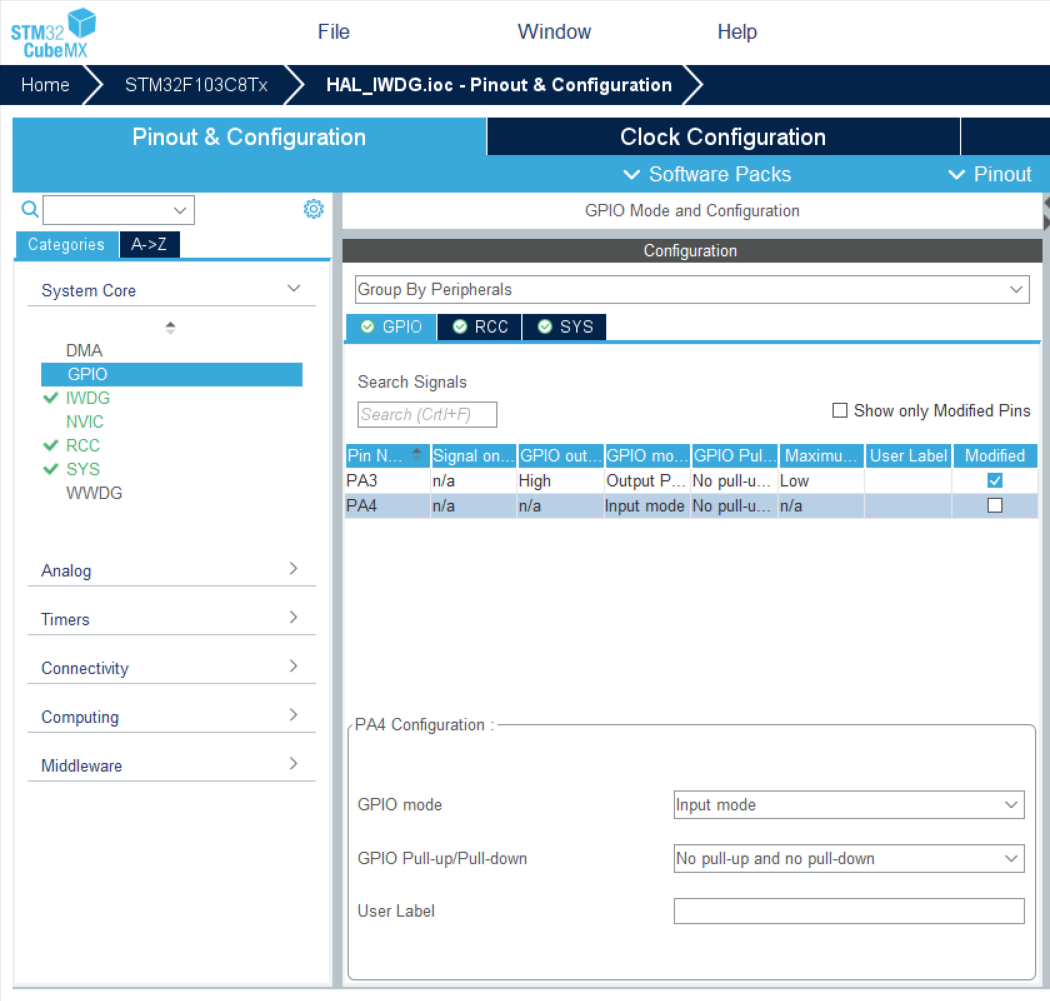 STM32
CubeMX
File Window Help
Home STM32F103C8Tx HAL_IWDG.ioc - Pinout & Configuration
Pinout & Configuration Clock Configuration
Software Packs Pinout
GPIO Mode and Configuration
Categories A->Z
Configuration
System Core
Group By Peripherals
GPIO RCC SYS
DMA
GPIO
IWDG
NVIC
RCC
SYS
WWDG
Analog
Timers
Connectivity
Computing
Middleware
Search Signals
Search (Crtl+F)
Show only Modified Pins
Pin N... Signal on... GPIO out... GPIO mo... GPIO Pul... Maximu... User Label Modified
PA3 n/a High Output P... No pull-u... Low
PA4 n/a n/a Input mode No pull-u... n/a
PA4 Configuration :
GPIO mode Input mode
GPIO Pull-up/Pull-down No pull-up and no pull-down
User Label